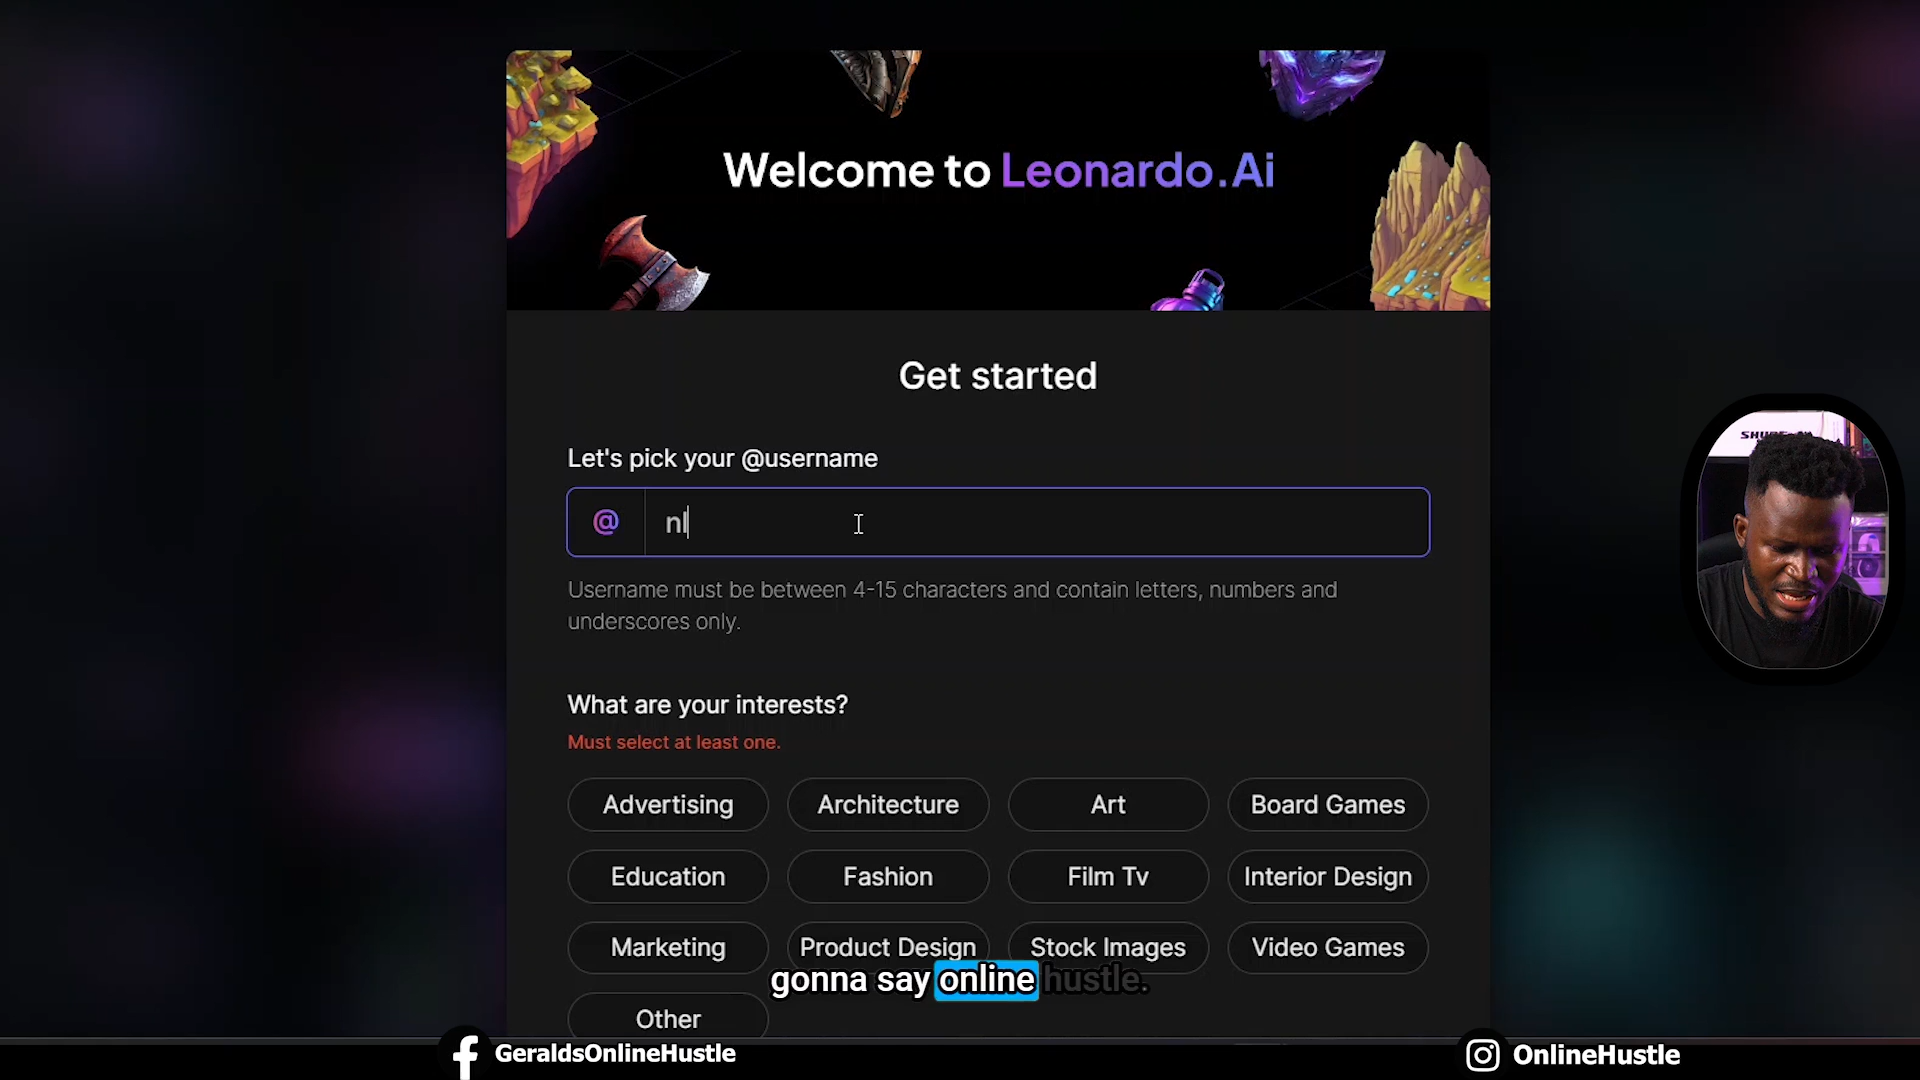 Welcome to Leonardo.Ai
Get started
Let's pick your @username
@ nl
Username must be between 4-15 characters and contain letters, numbers and
underscores only.
What are your interests?
Must select at least one.
Advertising Architecture Art Board Games
Education Fashion Film Tv Interior Design
Marketing Product Design Stock Images Video Games
gonna say online hustle.
Other
GeraldsOnlineHustle OnlineHustle